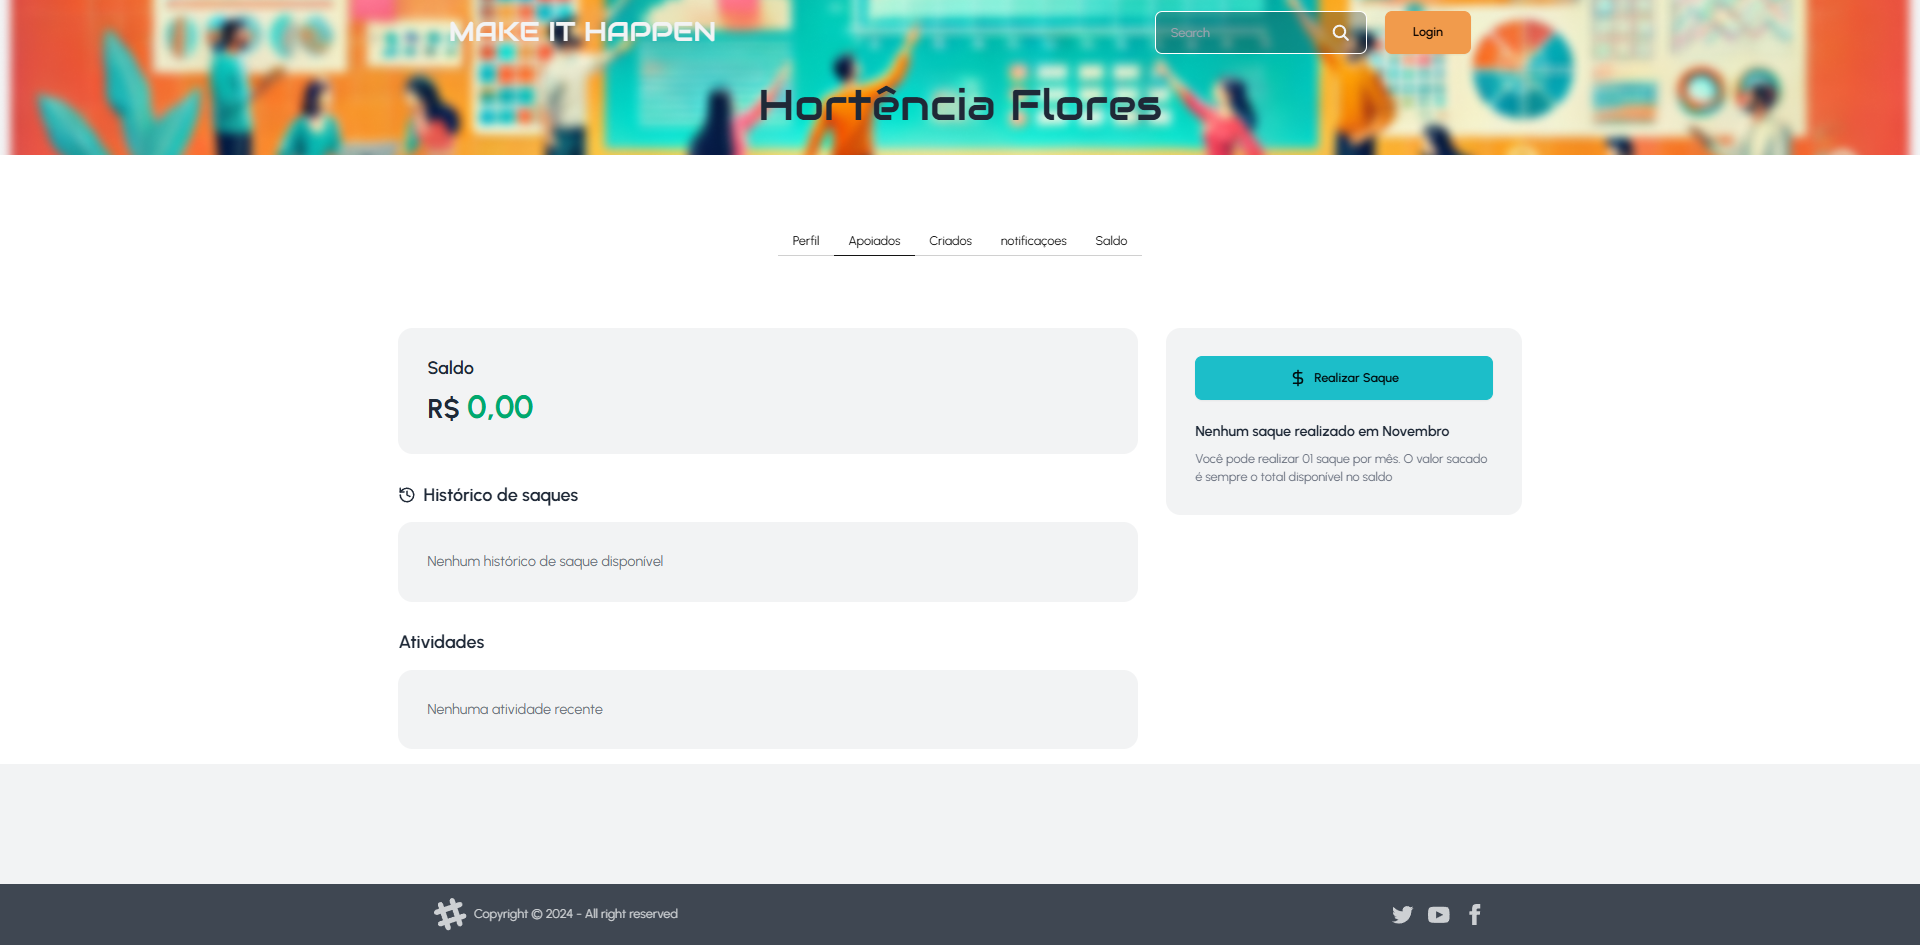 MAKE IT HAPPEN
Search
Login
Hortência Flores
Perfil
Apoiados
Criados
notificaçoes
Saldo
Saldo
R$ 0,00
Realizar Saque
Nenhum saque realizado em Novembro
Você pode realizar 01 saque por mês. O valor sacado
é sempre o total disponível no saldo
Histórico de saques
Nenhum histórico de saque disponível
Atividades
Nenhuma atividade recente
Copyright © 2024 - All right reserved